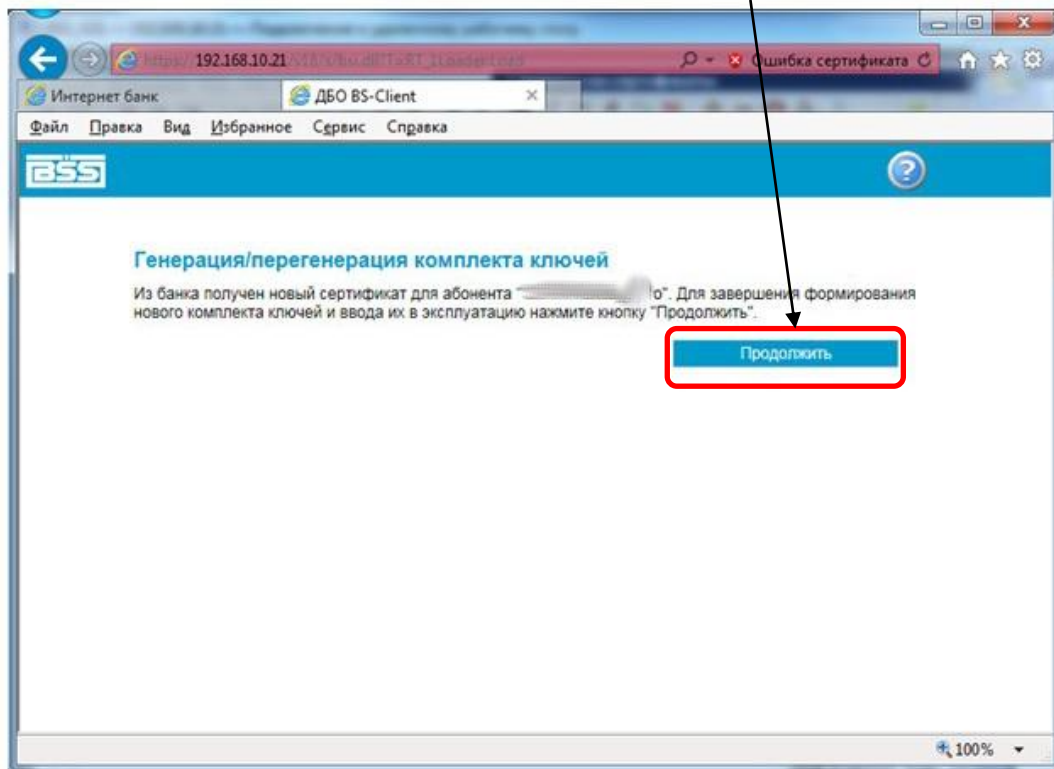 https://192.168.10.21
Ошибка сертификата
Интернет банк
ДБО BS-Client
Файл Правка Вид Избранное Сервис Справка
BSS
Генерация/перегенерация комплекта ключей
Из банка получен новый сертификат для абонента " о". Для завершения формирования
нового комплекта ключей и ввода их в эксплуатацию нажмите кнопку "Продолжить".
Продолжить
100%